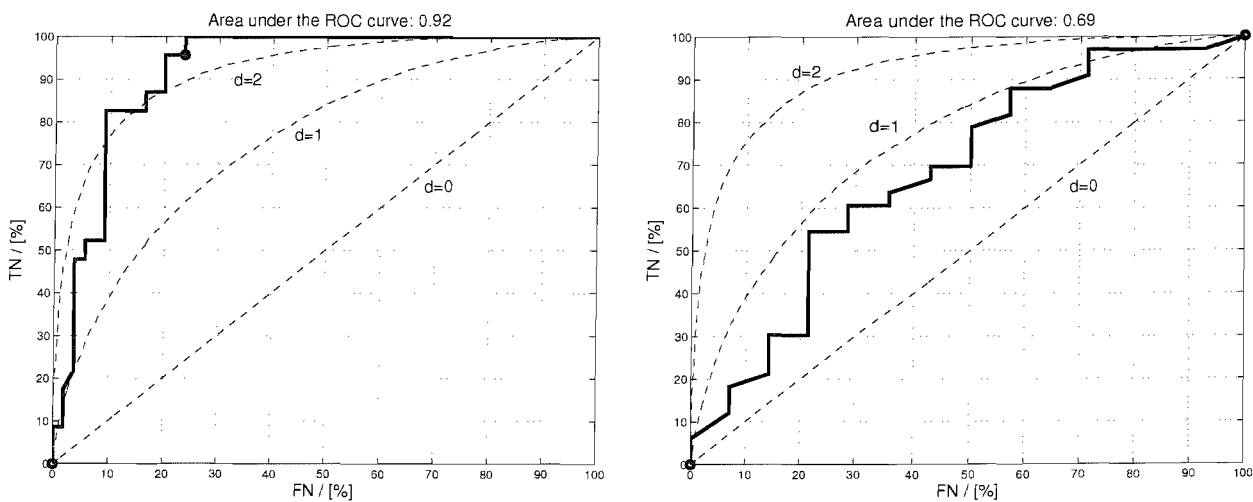 Area under the ROC curve: 0.92
100
90
80
70
60
50
40
30
20
10
0
TN / [%]
d=2
d=1
d=0
0 10 20 30 40 50 60 70 80 90 100
FN / [%]
Area under the ROC curve: 0.69
100
90
80
70
60
50
40
30
20
10
0
TN / [%]
d=2
d=1
d=0
0 10 20 30 40 50 60 70 80 90 100
FN / [%]